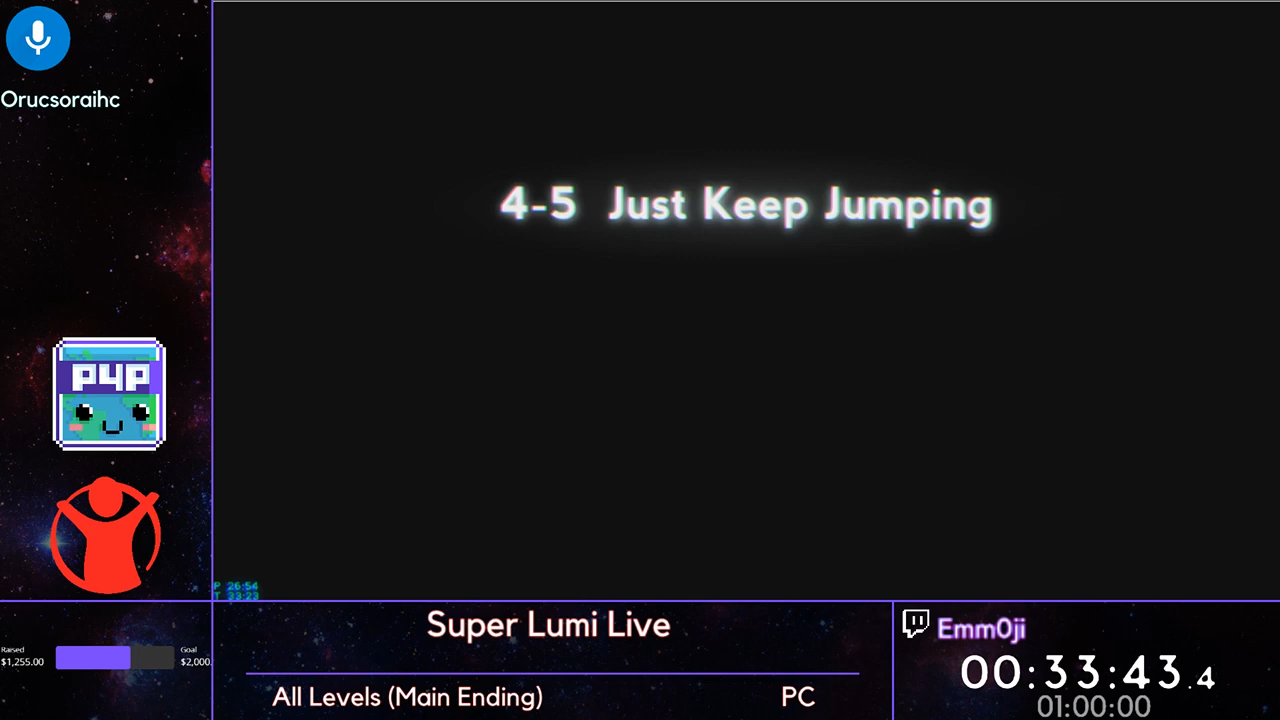 Orucsoraihc
4-5 Just Keep Jumping
P4P
P 26:54
T 33:23
Raised
$1,255.00
Goal
$2,000.
Super Lumi Live
All Levels (Main Ending)
PC
Emm0ji
00:33:43.4
01:00:00